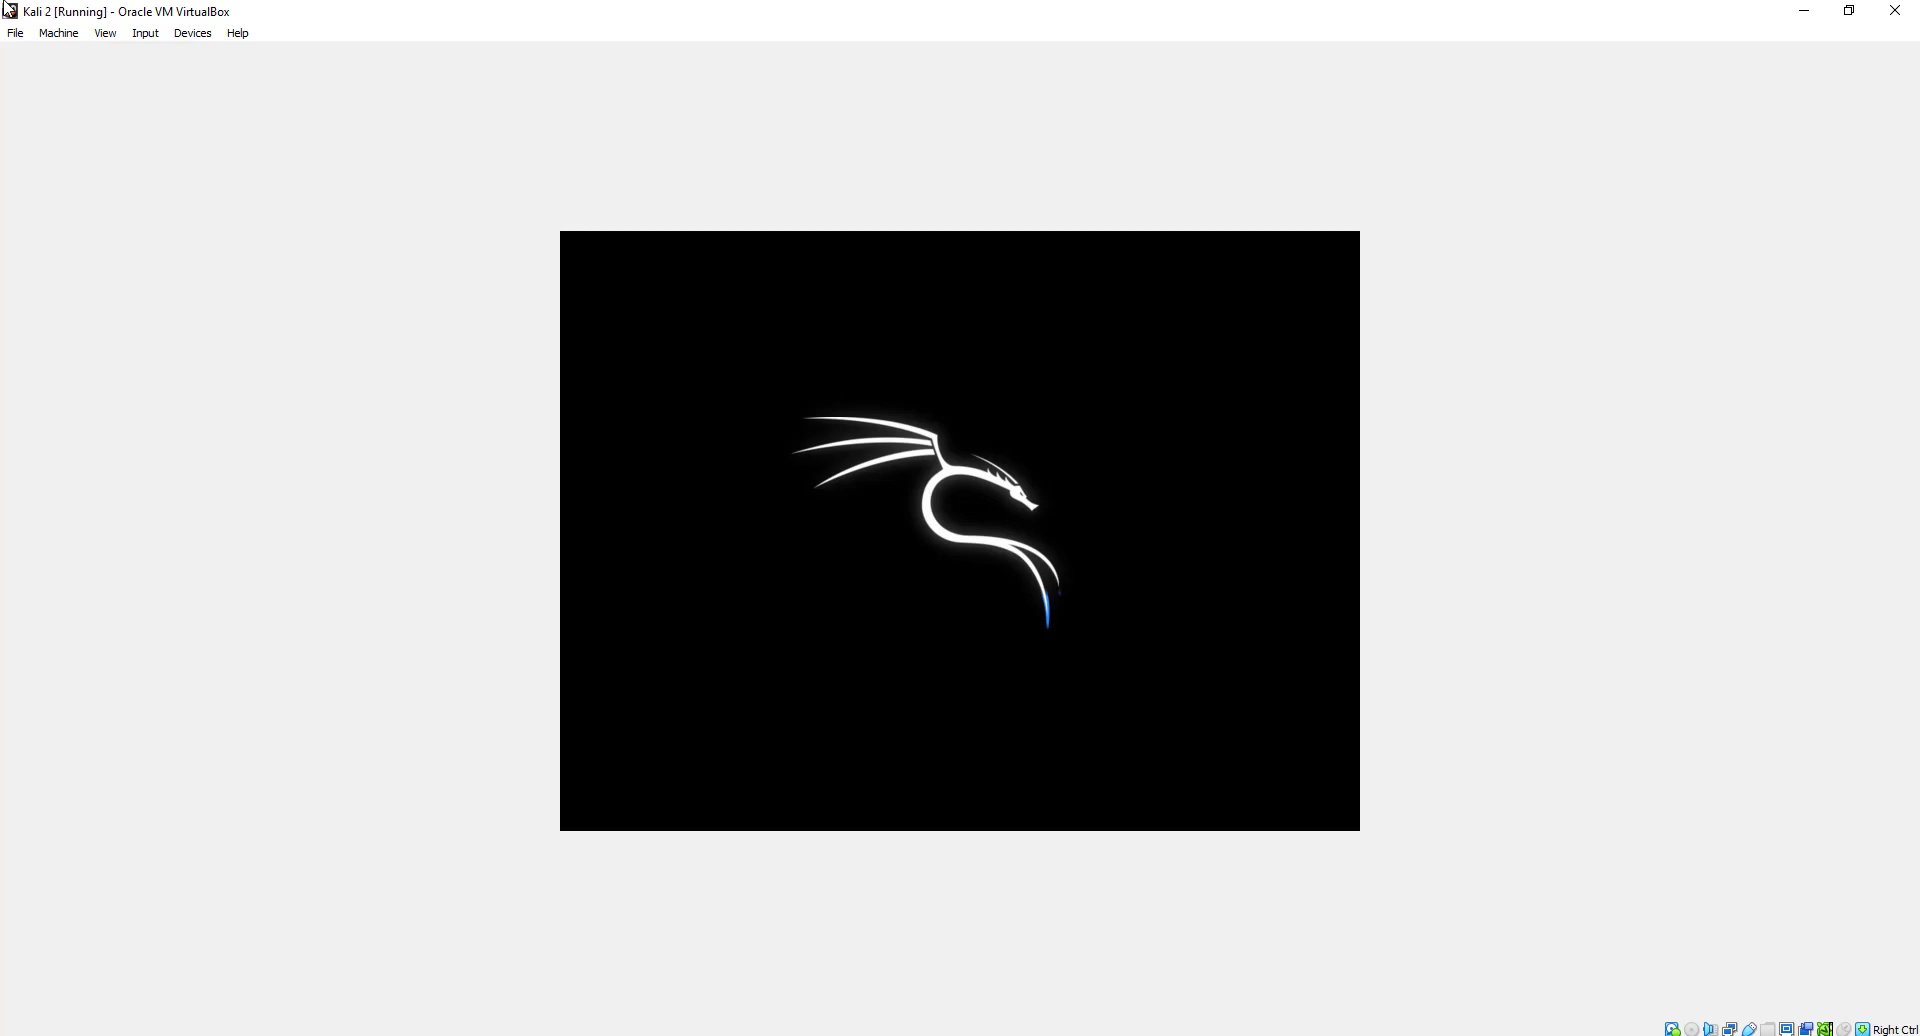 Kali 2 [Running] - Oracle VM VirtualBox
File Machine View Input Devices Help
Right Ctrl